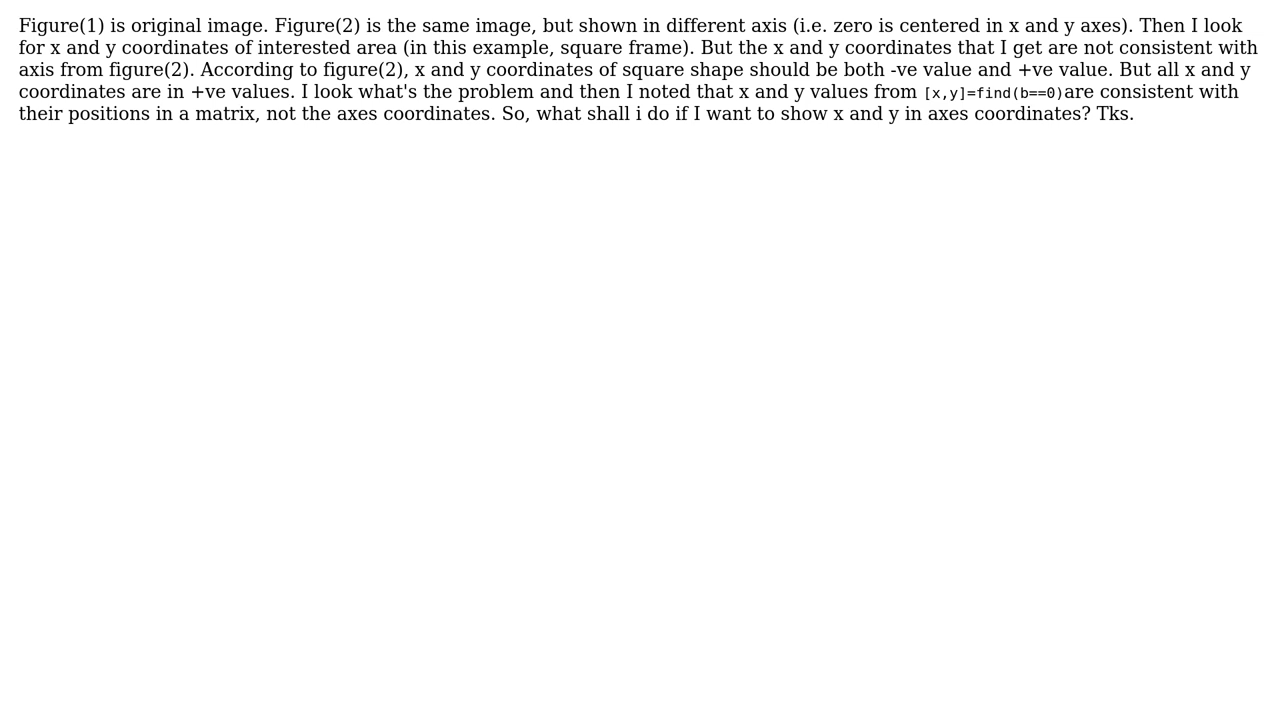 Figure(1) is original image. Figure(2) is the same image, but shown in different axis (i.e. zero is centered in x and y axes). Then I look
for x and y coordinates of interested area (in this example, square frame). But the x and y coordinates that I get are not consistent with
axis from figure(2). According to figure(2), x and y coordinates of square shape should be both -ve value and +ve value. But all x and y
coordinates are in +ve values. I look what's the problem and then I noted that x and y values from [x,y]=find(b==0)are consistent with
their positions in a matrix, not the axes coordinates. So, what shall i do if I want to show x and y in axes coordinates? Tks.